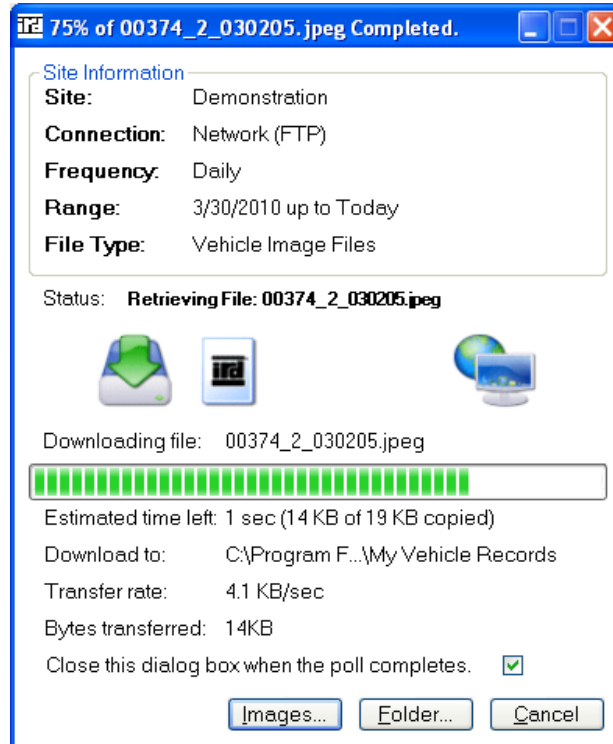 ird 75% of 00374_2_030205.jpeg Completed.
Site Information
Site: Demonstration
Connection: Network (FTP)
Frequency: Daily
Range: 3/30/2010 up to Today
File Type: Vehicle Image Files
Status: Retrieving File: 00374_2_030205.jpeg
ird
Downloading file: 00374_2_030205.jpeg
Estimated time left: 1 sec (14 KB of 19 KB copied)
Download to: C:\Program F...\My Vehicle Records
Transfer rate: 4.1 KB/sec
Bytes transferred: 14KB
Close this dialog box when the poll completes.
Images... Folder... Cancel